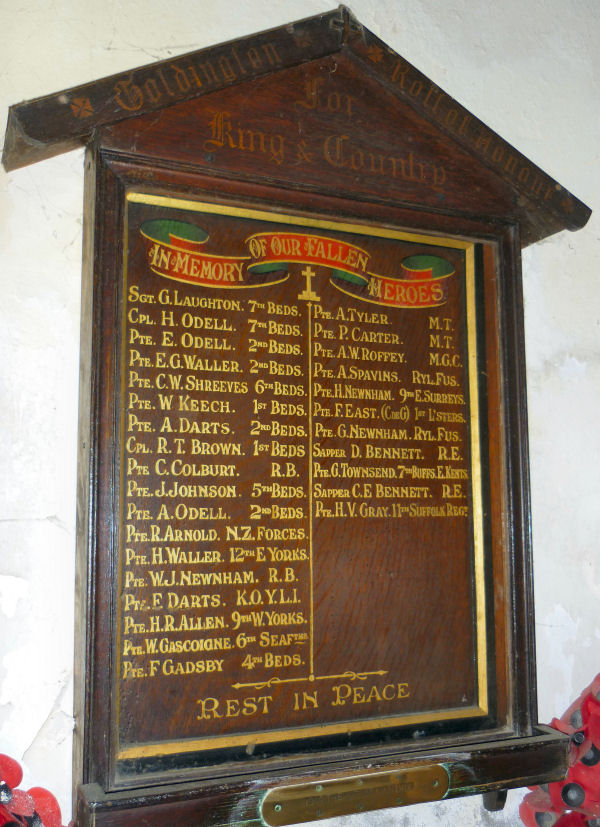 Goldington Roll of Honour
For
King & Country
IN MEMORY OF OUR FALLEN HEROES
SGT. G. LAUGHTON. 7TH BEDS.
CPL. H. ODELL. 7TH BEDS.
PTE. E. ODELL. 2ND BEDS.
PTE. E.G. WALLER. 2ND BEDS.
PTE. C.W. SHREEVES 6TH BEDS.
PTE. W KEECH. 1ST BEDS.
PTE. A. DARTS. 2ND BEDS.
CPL. R.T. BROWN. 1ST BEDS
PTE C. COLBURT. R.B.
PTE. J. JOHNSON. 5TH BEDS.
PTE. A. ODELL. 2ND BEDS.
PTE. R. ARNOLD. N.Z. FORCES.
PTE. H. WALLER. 12TH E YORKS.
PTE. W.J. NEWNHAM. R.B.
PTE. E DARTS. K.O.Y.L.I.
PTE. H.R. ALLEN. 9TH W. YORKS.
PTE. W. GASCOIGNE. 6TH SEAFTHS
PTE. F GADSBY 4TH BEDS.
PTE. A. TYLER. M.T.
PTE. P. CARTER. M.T.
PTE. A.W. ROFFEY. M.G.C.
PTE. A. SPAVINS. RYL. FUS.
PTE. H. NEWNHAM. 9TH E. SURREYS.
PTE. F. EAST. (C DE G) 1ST L'STERS.
PTE. G. NEWNHAM. RYL. FUS.
SAPPER D. BENNETT. R.E.
PTE. G. TOWNSEND. 7TH BUFFS. E. KENTS.
SAPPER C.E BENNETT. R.E.
PTE. H.V. GRAY. 11TH SUFFOLK REGT.
REST IN PEACE